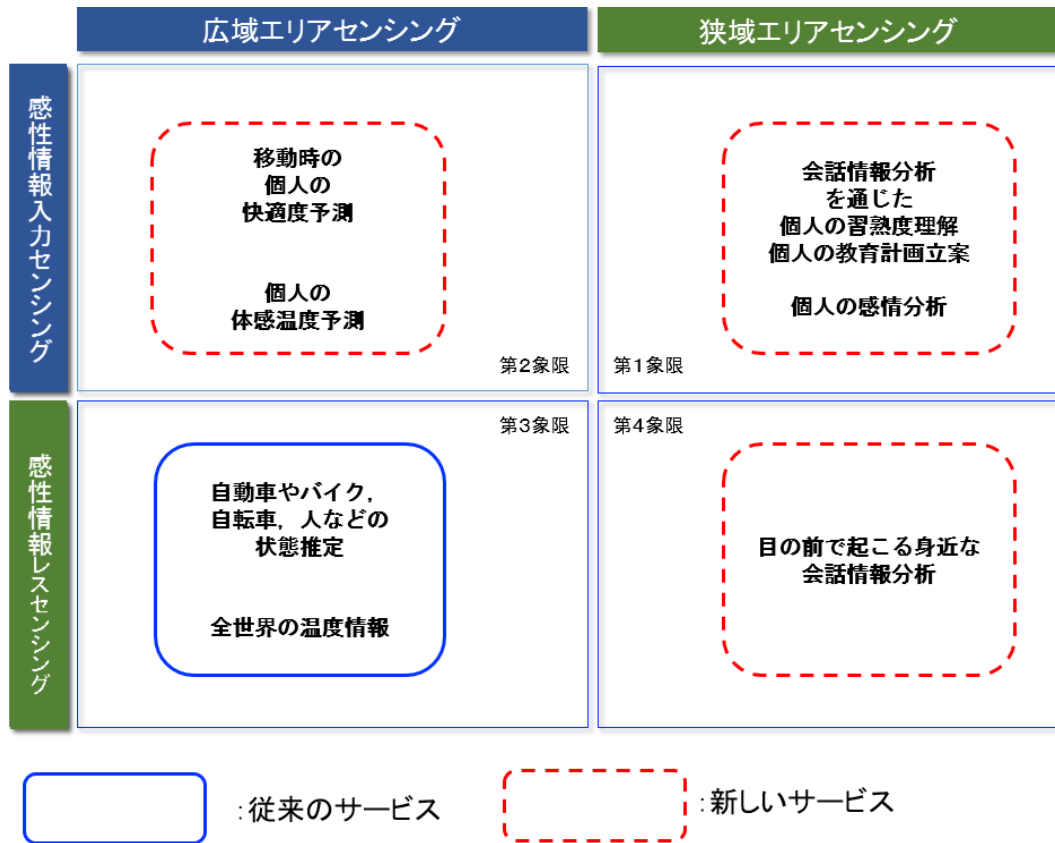 広域エリアセンシング
狭域エリアセンシング
感性情報入力センシング
移動時の
個人の
快適度予測
個人の
体感温度予測
第2象限
会話情報分析
を通じた
個人の習熟度理解
個人の教育計画立案
個人の感情分析
第1象限
感性情報レスセンシング
第3象限
自動車やバイク，
自転車，人などの
状態推定
全世界の温度情報
第4象限
目の前で起こる身近な
会話情報分析
：従来のサービス
：新しいサービス